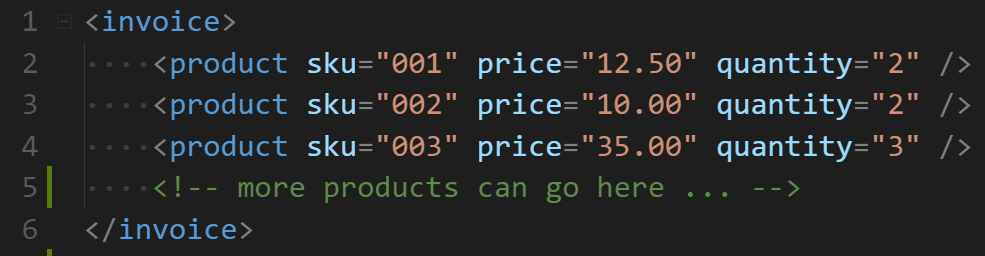 1 <invoice>
2 <product sku="001" price="12.50" quantity="2" />
3 <product sku="002" price="10.00" quantity="2" />
4 <product sku="003" price="35.00" quantity="3" />
5 <!-- more products can go here ... -->
6 </invoice>